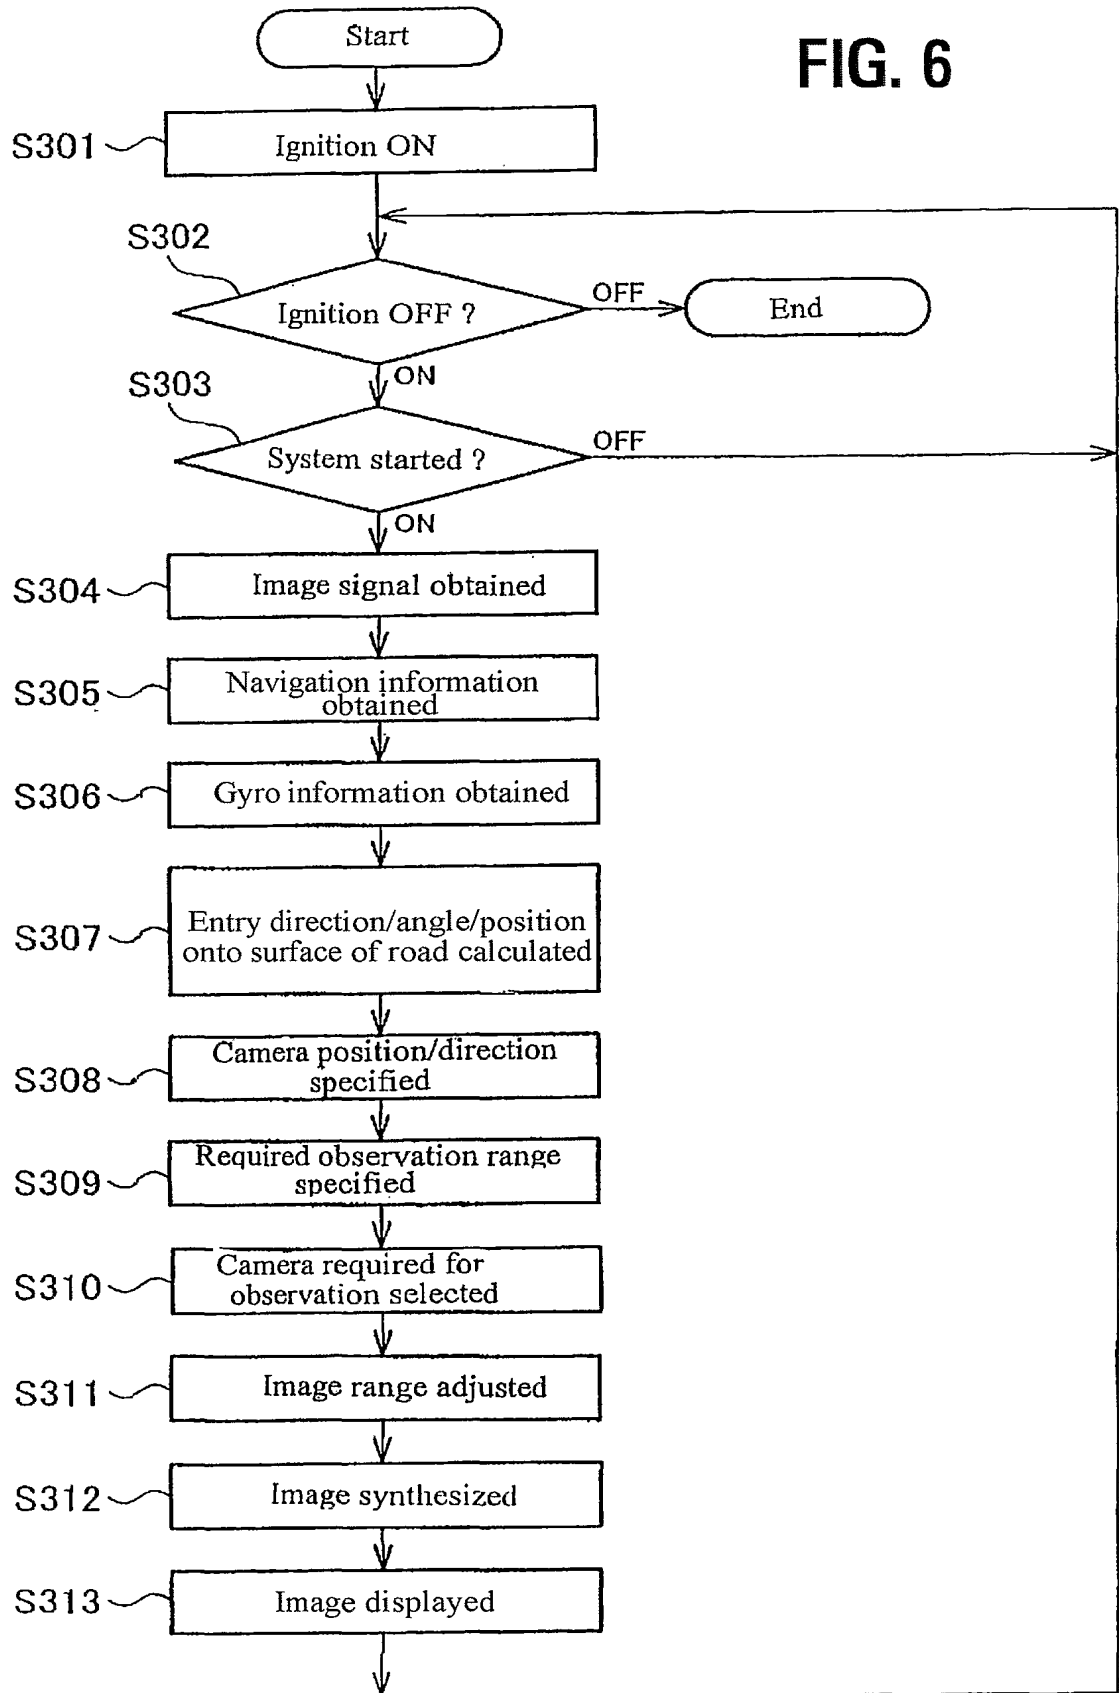 Start
FIG. 6
S301
Ignition ON
S302
Ignition OFF ?
OFF
End
ON
S303
System started ?
OFF
ON
S304
Image signal obtained
S305
Navigation information
obtained
S306
Gyro information obtained
S307
Entry direction/angle/position
onto surface of road calculated
S308
Camera position/direction
specified
S309
Required observation range
specified
S310
Camera required for
observation selected
S311
Image range adjusted
S312
Image synthesized
S313
Image displayed